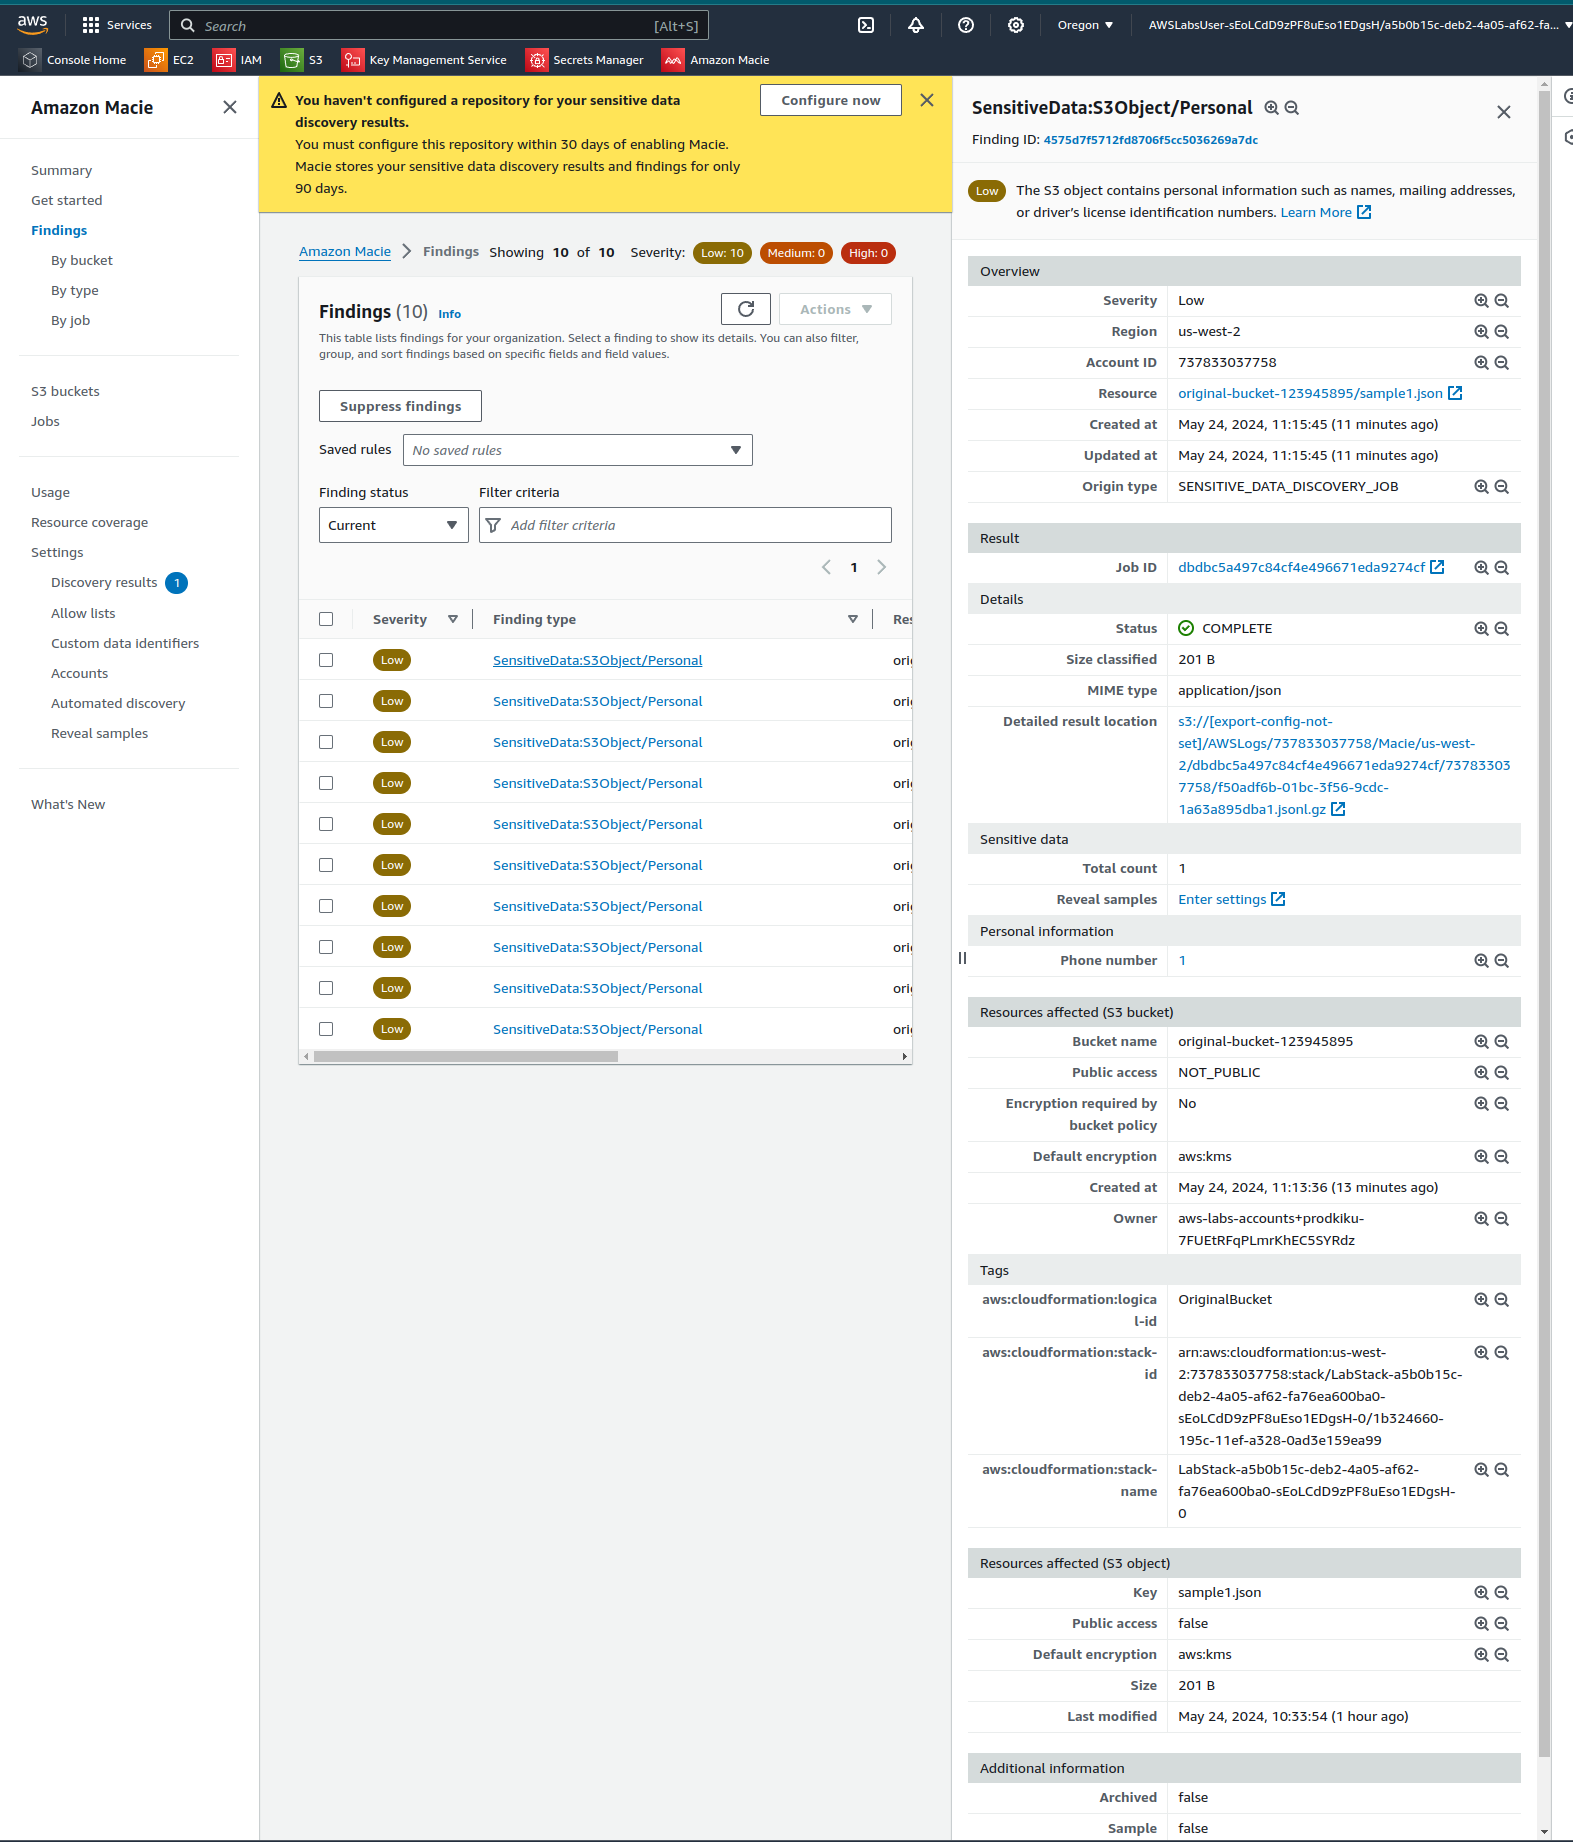 aws
Services
Search
[Alt+S]
Oregon
AWSLabsUser-sEoLCdD9zPF8uEso1EDgsH/a5b0b15c-deb2-4a05-af62-fa...
Console Home
EC2
IAM
S3
Key Management Service
Secrets Manager
Amazon Macie
Amazon Macie
Summary
Get started
Findings
By bucket
By type
By job
S3 buckets
Jobs
Usage
Resource coverage
Settings
Discovery results 1
Allow lists
Custom data identifiers
Accounts
Automated discovery
Reveal samples
What's New
You haven't configured a repository for your sensitive data
discovery results.
You must configure this repository within 30 days of enabling Macie.
Macie stores your sensitive data discovery results and findings for only
90 days.
Configure now
Amazon Macie
Findings
Showing 10 of 10
Severity:
Low: 10
Medium: 0
High: 0
Findings (10) Info
Actions
This table lists findings for your organization. Select a finding to show its details. You can also filter,
group, and sort findings based on specific fields and field values.
Suppress findings
Saved rules
No saved rules
Finding status
Filter criteria
Current
Add filter criteria
1
Severity
Finding type
Res
Low SensitiveData:S3Object/Personal orig
Low SensitiveData:S3Object/Personal orig
Low SensitiveData:S3Object/Personal orig
Low SensitiveData:S3Object/Personal orig
Low SensitiveData:S3Object/Personal orig
Low SensitiveData:S3Object/Personal orig
Low SensitiveData:S3Object/Personal orig
Low SensitiveData:S3Object/Personal orig
Low SensitiveData:S3Object/Personal orig
Low SensitiveData:S3Object/Personal orig
SensitiveData:S3Object/Personal
Finding ID: 4575d7f5712fd8706f5cc5036269a7dc
Low
The S3 object contains personal information such as names, mailing addresses,
or driver’s license identification numbers. Learn More
Overview
Severity Low
Region us-west-2
Account ID 737833037758
Resource original-bucket-123945895/sample1.json
Created at May 24, 2024, 11:15:45 (11 minutes ago)
Updated at May 24, 2024, 11:15:45 (11 minutes ago)
Origin type SENSITIVE_DATA_DISCOVERY_JOB
Result
Job ID dbdbc5a497c84cf4e496671eda9274cf
Details
Status COMPLETE
Size classified 201 B
MIME type application/json
Detailed result location s3://[export-config-not-
set]/AWSLogs/737833037758/Macie/us-west-
2/dbdbc5a497c84cf4e496671eda9274cf/73783303
7758/f50adf6b-01bc-3f56-9cdc-
1a63a895dba1.jsonl.gz
Sensitive data
Total count 1
Reveal samples Enter settings
Personal information
Phone number 1
Resources affected (S3 bucket)
Bucket name original-bucket-123945895
Public access NOT_PUBLIC
Encryption required by No
bucket policy
Default encryption aws:kms
Created at May 24, 2024, 11:13:36 (13 minutes ago)
Owner aws-labs-accounts+prodkiku-
7FUEtRFqPLmrKhEC5SYRdz
Tags
aws:cloudformation:logica OriginalBucket
l-id
aws:cloudformation:stack- arn:aws:cloudformation:us-west-
id 2:737833037758:stack/LabStack-a5b0b15c-
deb2-4a05-af62-fa76ea600ba0-
sEoLCdD9zPF8uEso1EDgsH-0/1b324660-
195c-11ef-a328-0ad3e159ea99
aws:cloudformation:stack- LabStack-a5b0b15c-deb2-4a05-af62-
name fa76ea600ba0-sEoLCdD9zPF8uEso1EDgsH-
0
Resources affected (S3 object)
Key sample1.json
Public access false
Default encryption aws:kms
Size 201 B
Last modified May 24, 2024, 10:33:54 (1 hour ago)
Additional information
Archived false
Sample false